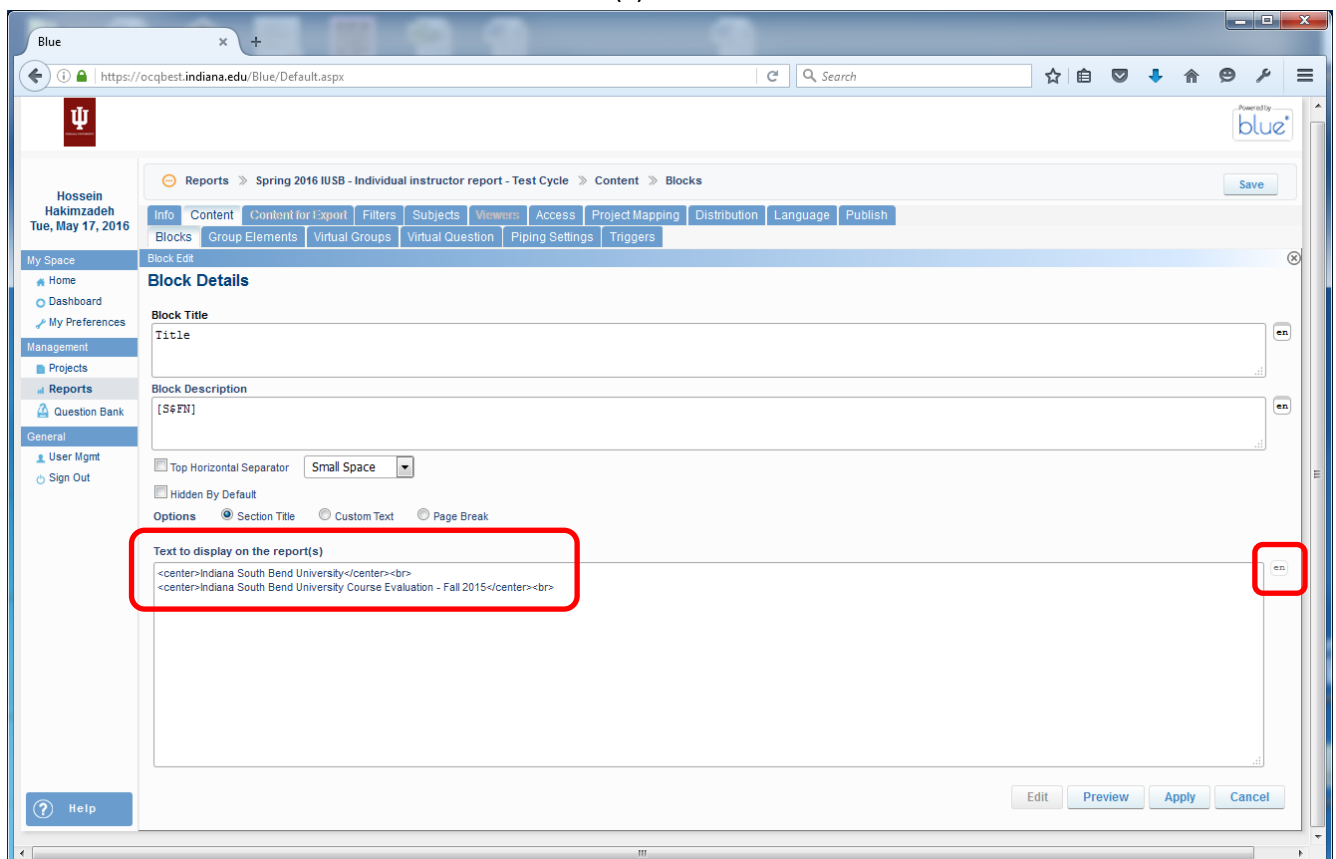 (s)
Blue
https://ocqbest.indiana.edu/Blue/Default.aspx
Search
Ψ
Powered by
blue
Hossein
Hakimzadeh
Tue, May 17, 2016
Reports » Spring 2016 IUSB - Individual instructor report - Test Cycle » Content » Blocks
Save
Info Content Content for Export Filters Subjects Viewers Access Project Mapping Distribution Language Publish
Blocks Group Elements Virtual Groups Virtual Question Piping Settings Triggers
My Space
Home
Dashboard
My Preferences
Management
Projects
Reports
Question Bank
General
User Mgmt
Sign Out
Block Edit
Block Details
Block Title
Title
en
Block Description
[S$FN]
en
Top Horizontal Separator Small Space
Hidden By Default
Options Section Title Custom Text Page Break
Text to display on the report(s)
<center>Indiana South Bend University</center><br>
<center>Indiana South Bend University Course Evaluation - Fall 2015</center><br>
en
Edit Preview Apply Cancel
? Help